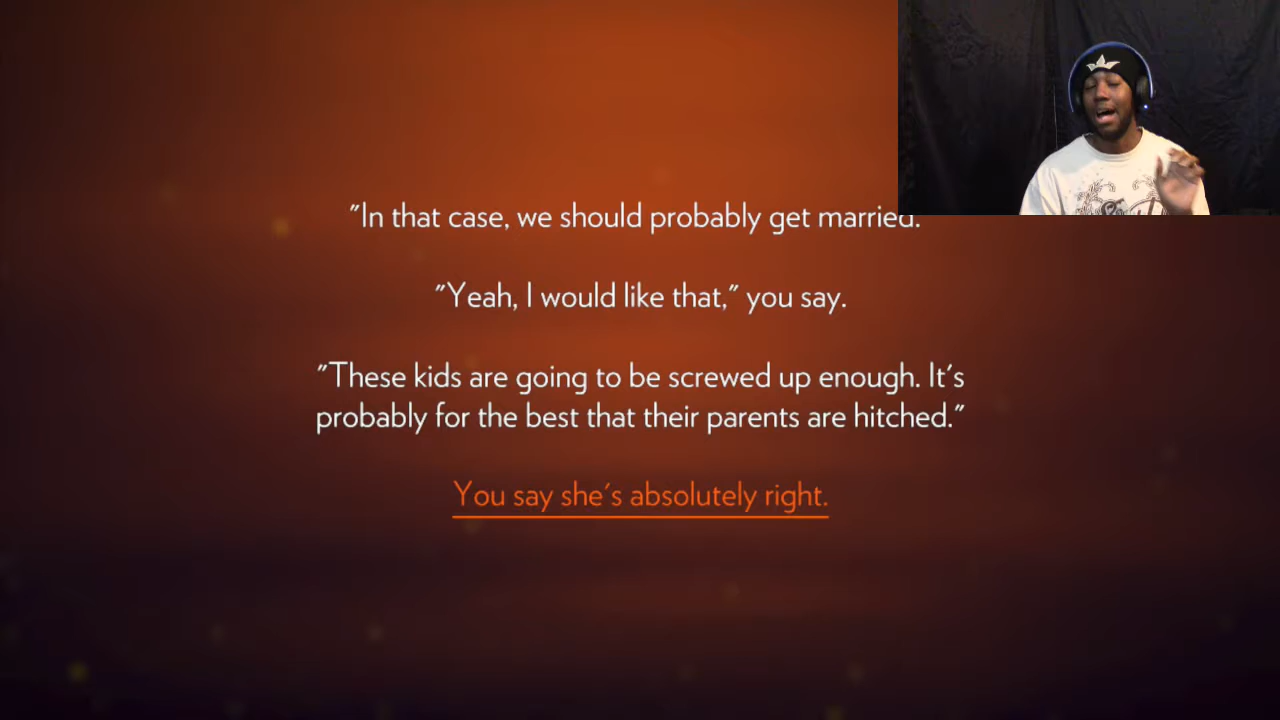 "In that case, we should probably get married.
"Yeah, I would like that," you say.
"These kids are going to be screwed up enough. It's
probably for the best that their parents are hitched."
You say she's absolutely right.